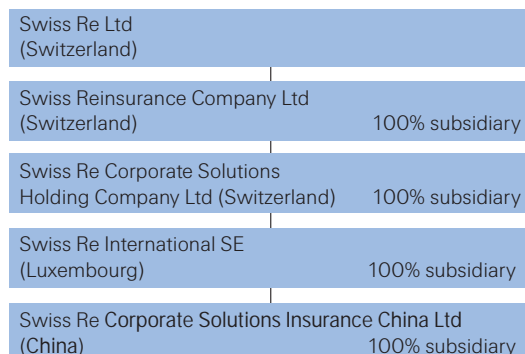 Swiss Re Ltd
(Switzerland)
Swiss Reinsurance Company Ltd
(Switzerland) 100% subsidiary
Swiss Re Corporate Solutions
Holding Company Ltd (Switzerland) 100% subsidiary
Swiss Re International SE
(Luxembourg) 100% subsidiary
Swiss Re Corporate Solutions Insurance China Ltd
(China) 100% subsidiary